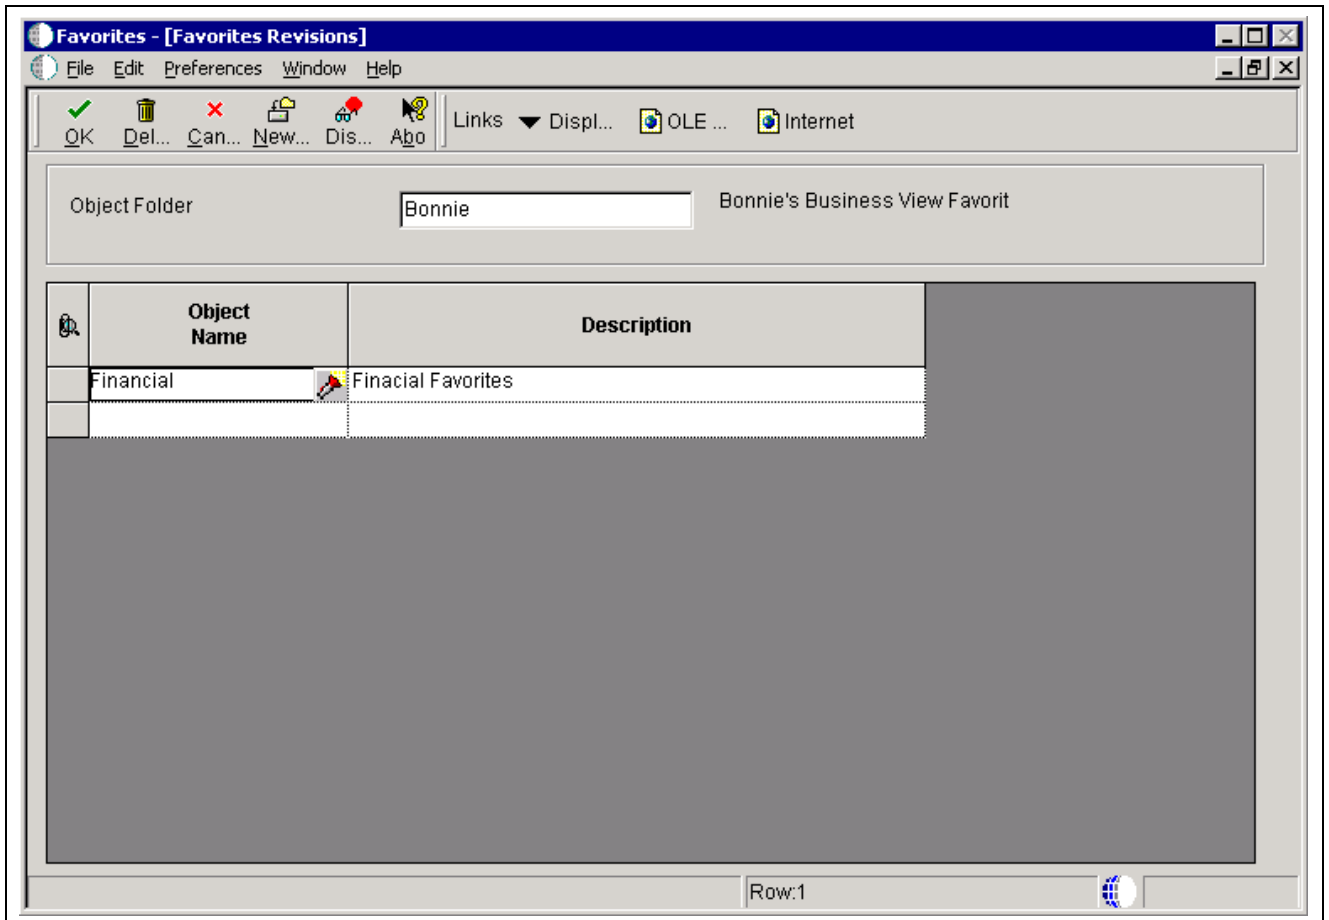 Favorites - [Favorites Revisions]
File Edit Preferences Window Help
OK Del... Can... New... Dis... Abo Links Displ... OLE ... Internet
Object Folder Bonnie Bonnie's Business View Favorit
Object Name Description
Financial Finacial Favorites
Row:1